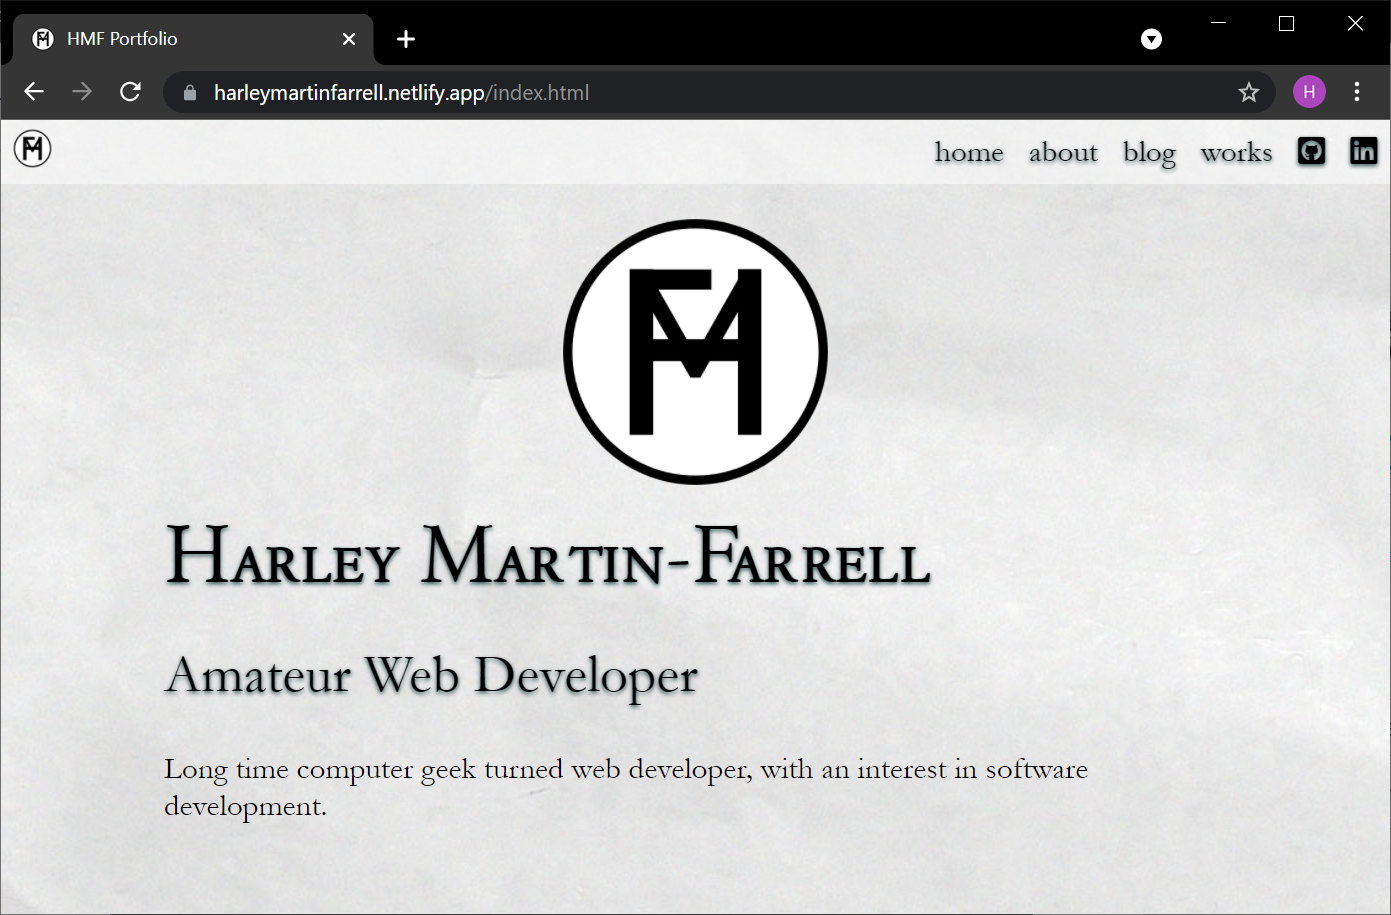 HMF Portfolio
harleymartinfarrell.netlify.app/index.html
H
home about blog works in
Harley Martin-Farrell
Amateur Web Developer
Long time computer geek turned web developer, with an interest in software
development.